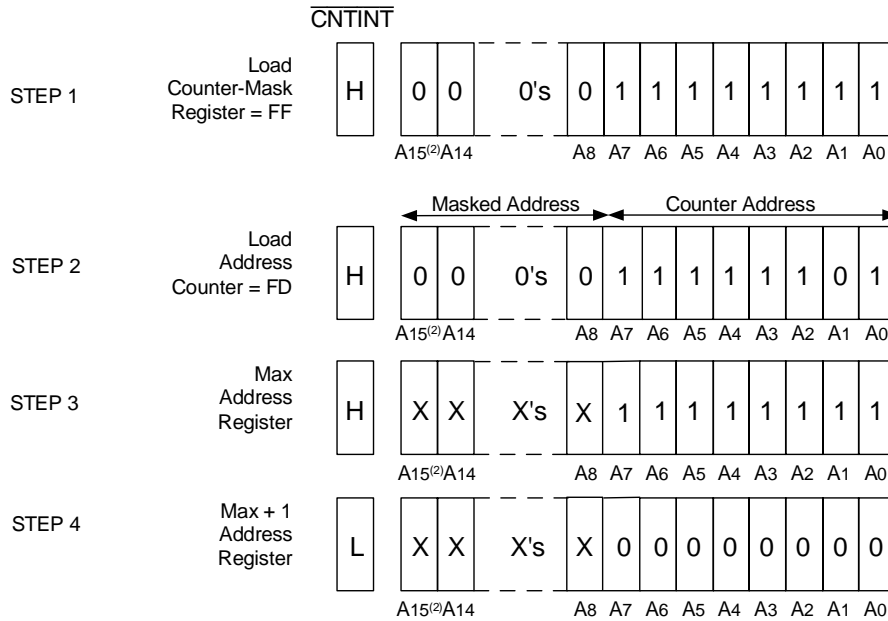 CNTINT
STEP 1
Load
Counter-Mask
Register = FF
H 0 0 0's 0 1 1 1 1 1 1 1 1
A15(2) A14 A8 A7 A6 A5 A4 A3 A2 A1 A0
Masked Address Counter Address
STEP 2
Load
Address
Counter = FD
H 0 0 0's 0 1 1 1 1 1 1 0 1
A15(2) A14 A8 A7 A6 A5 A4 A3 A2 A1 A0
STEP 3
Max
Address
Register
H X X X's X 1 1 1 1 1 1 1 1
A15(2) A14 A8 A7 A6 A5 A4 A3 A2 A1 A0
STEP 4
Max + 1
Address
Register
L X X X's X 0 0 0 0 0 0 0 0
A15(2) A14 A8 A7 A6 A5 A4 A3 A2 A1 A0